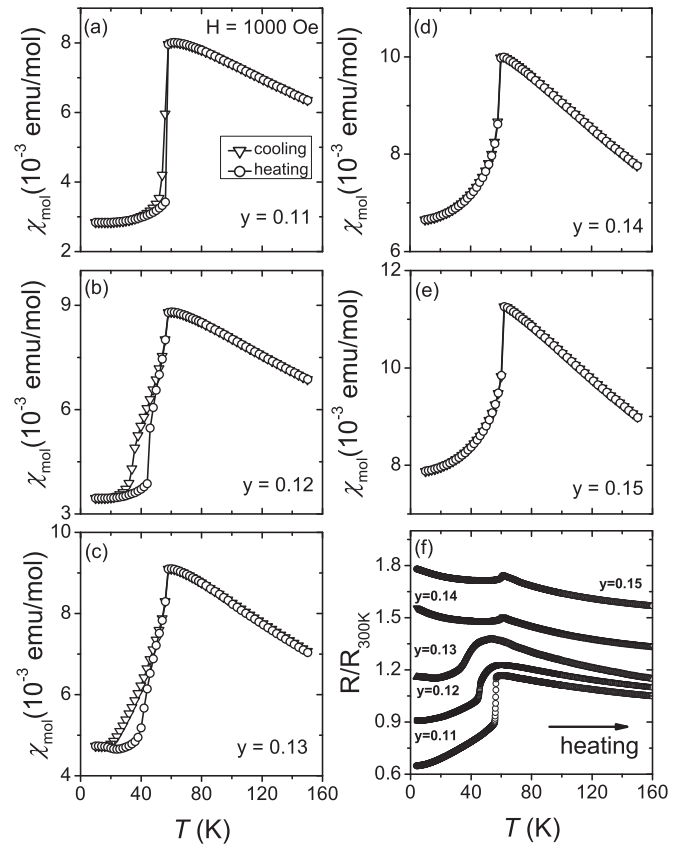 (a)
H = 1000 Oe
8
6
4
2
χmol(10⁻³ emu/mol)
cooling
heating
y = 0.11
(d)
10
8
6
χmol(10⁻³ emu/mol)
y = 0.14
(b)
9
6
3
χmol(10⁻³ emu/mol)
y = 0.12
(e)
12
11
10
9
8
χmol(10⁻³ emu/mol)
y = 0.15
(c)
10
8
6
4
χmol(10⁻³ emu/mol)
y = 0.13
0 40 80 120 160
T (K)
(f)
1.8
1.5
1.2
0.9
0.6
R/R300K
y=0.15
y=0.14
y=0.13
y=0.12
y=0.11
heating
0 40 80 120 160
T (K)